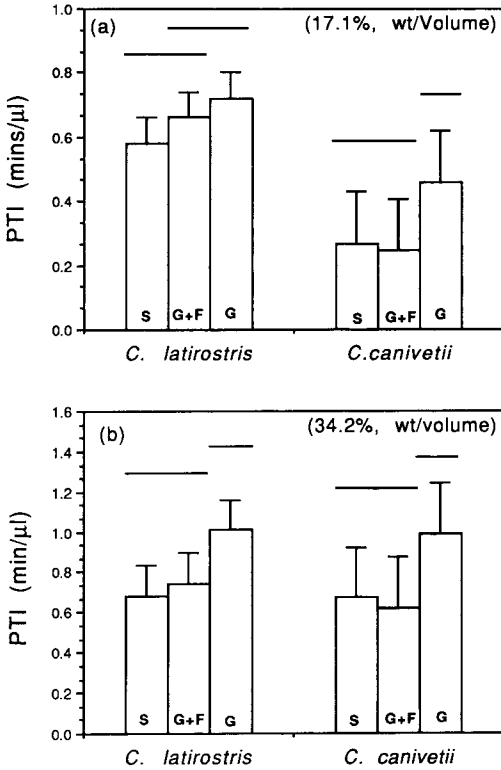 (a)
(17.1%, wt/Volume)
PTI (mins/µl)
1.0
0.8
0.6
0.4
0.2
0.0
S
G+F
G
S
G+F
G
C. latirostris
C.canivetii
(b)
(34.2%, wt/volume)
PTI (min/µl)
1.6
1.4
1.2
1.0
0.8
0.6
0.4
0.2
0.0
S
G+F
G
S
G+F
G
C. latirostris
C. canivetii